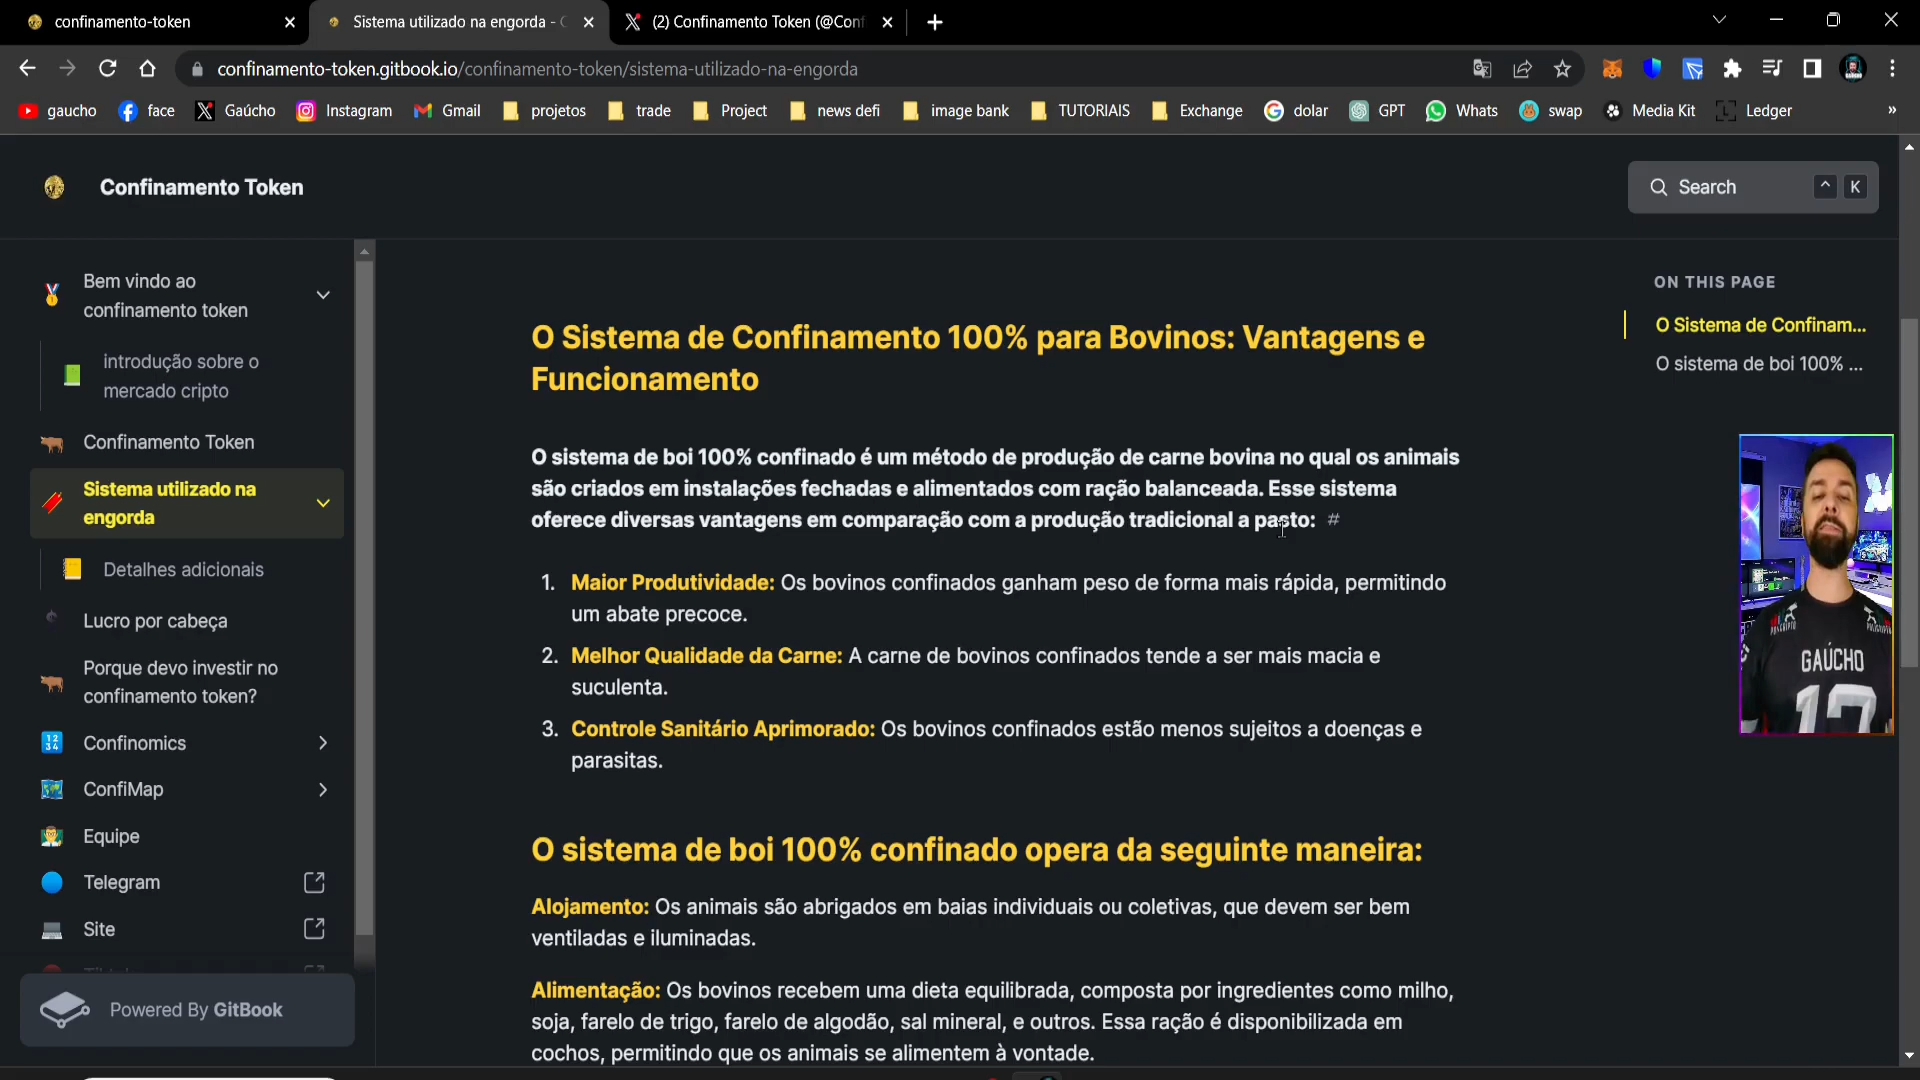 confinamento-token
Sistema utilizado na engorda -
(2) Confinamento Token (@Conf
confinamento-token.gitbook.io/confinamento-token/sistema-utilizado-na-engorda
gaucho face Gaúcho Instagram Gmail projetos trade Project news defi image bank TUTORIAIS Exchange dolar GPT Whats swap Media Kit Ledger »
Confinamento Token
Search ^ K
Bem vindo ao
confinamento token
introdução sobre o
mercado cripto
Confinamento Token
Sistema utilizado na
engorda
Detalhes adicionais
Lucro por cabeça
Porque devo investir no
confinamento token?
Confinomics
ConfiMap
Equipe
Telegram
Site
Powered By GitBook
O Sistema de Confinamento 100% para Bovinos: Vantagens e
Funcionamento
O sistema de boi 100% confinado é um método de produção de carne bovina no qual os animais
são criados em instalações fechadas e alimentados com ração balanceada. Esse sistema
oferece diversas vantagens em comparação com a produção tradicional a pasto: #
1. Maior Produtividade: Os bovinos confinados ganham peso de forma mais rápida, permitindo
um abate precoce.
2. Melhor Qualidade da Carne: A carne de bovinos confinados tende a ser mais macia e
suculenta.
3. Controle Sanitário Aprimorado: Os bovinos confinados estão menos sujeitos a doenças e
parasitas.
O sistema de boi 100% confinado opera da seguinte maneira:
Alojamento: Os animais são abrigados em baias individuais ou coletivas, que devem ser bem
ventiladas e iluminadas.
Alimentação: Os bovinos recebem uma dieta equilibrada, composta por ingredientes como milho,
soja, farelo de trigo, farelo de algodão, sal mineral, e outros. Essa ração é disponibilizada em
cochos, permitindo que os animais se alimentem à vontade.
ON THIS PAGE
O Sistema de Confinam...
O sistema de boi 100% ...
GAÚCHO
12